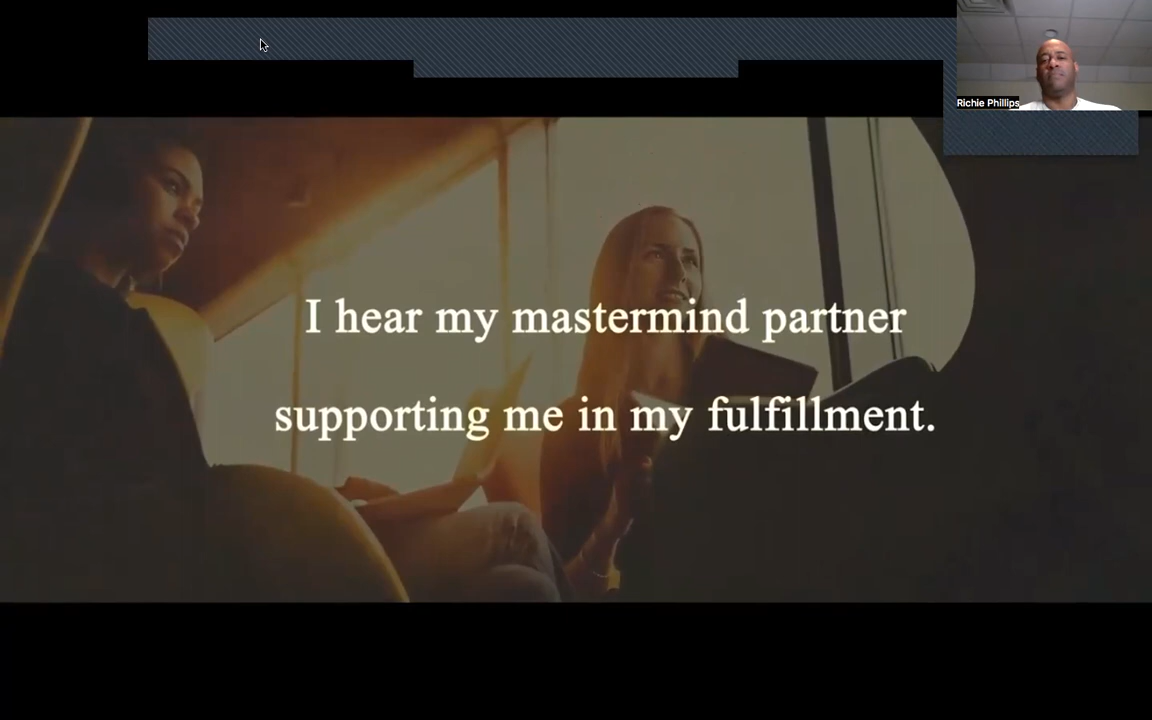 Richie Phillips
I hear my mastermind partner
supporting me in my fulfillment.